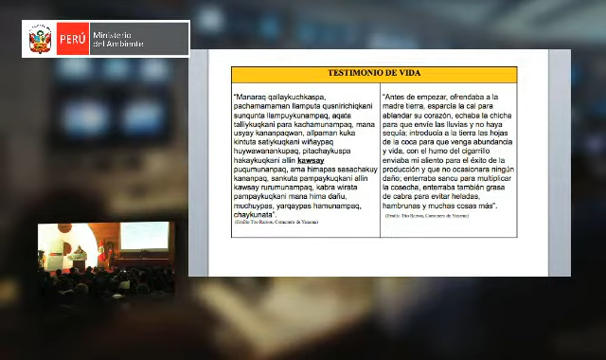 PERÚ
Ministerio
del Ambiente
TESTIMONIO DE VIDA
"Manaraq qallaykuchkaspa,
pachamamaman llamputa qusnirichiqkani
sunqunta llampuykunampaq, aqata
talliykuqkani para kachamunampaq, mana
usyay kananpaqwan, allpaman kuka
kintuta satiykuqkani wiñaypaq
huywawanankupaq, pitachaykuspa
hakaykuqkani allin kawsay
puqumunanpaq, ama himapas sasachakuy
kananpaq, sankuta pampaykuqkani allin
kawsay rurumunampaq, kabra wirata
pampaykuqkani mana hima dañu,
muchuypas, yarqaypas hamunampaq,
chaykunata".
"Antes de empezar, ofrendaba a la
madre tierra, esparcía la cal para
ablandar su corazón, echaba la chicha
para que envíe las lluvias y no haya
sequía; introducía a la tierra las hojas
de la coca para que venga abundancia
y vida, con el humo del cigarrillo
enviaba mi aliento para el éxito de la
producción y que no ocasionara ningún
daño; enterraba sancu para multiplicar
la cosecha, enterraba también grasa
de cabra para evitar heladas,
hambrunas y muchas cosas más".